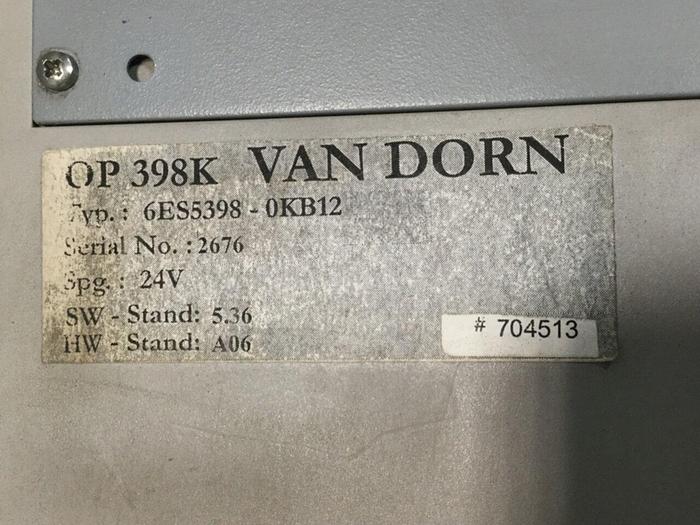 OP 398K VAN DORN
Typ. : 6ES5398 - 0KB12
Serial No. : 2676
Spg. : 24V
SW - Stand: 5.36
HW - Stand: A06
# 704513